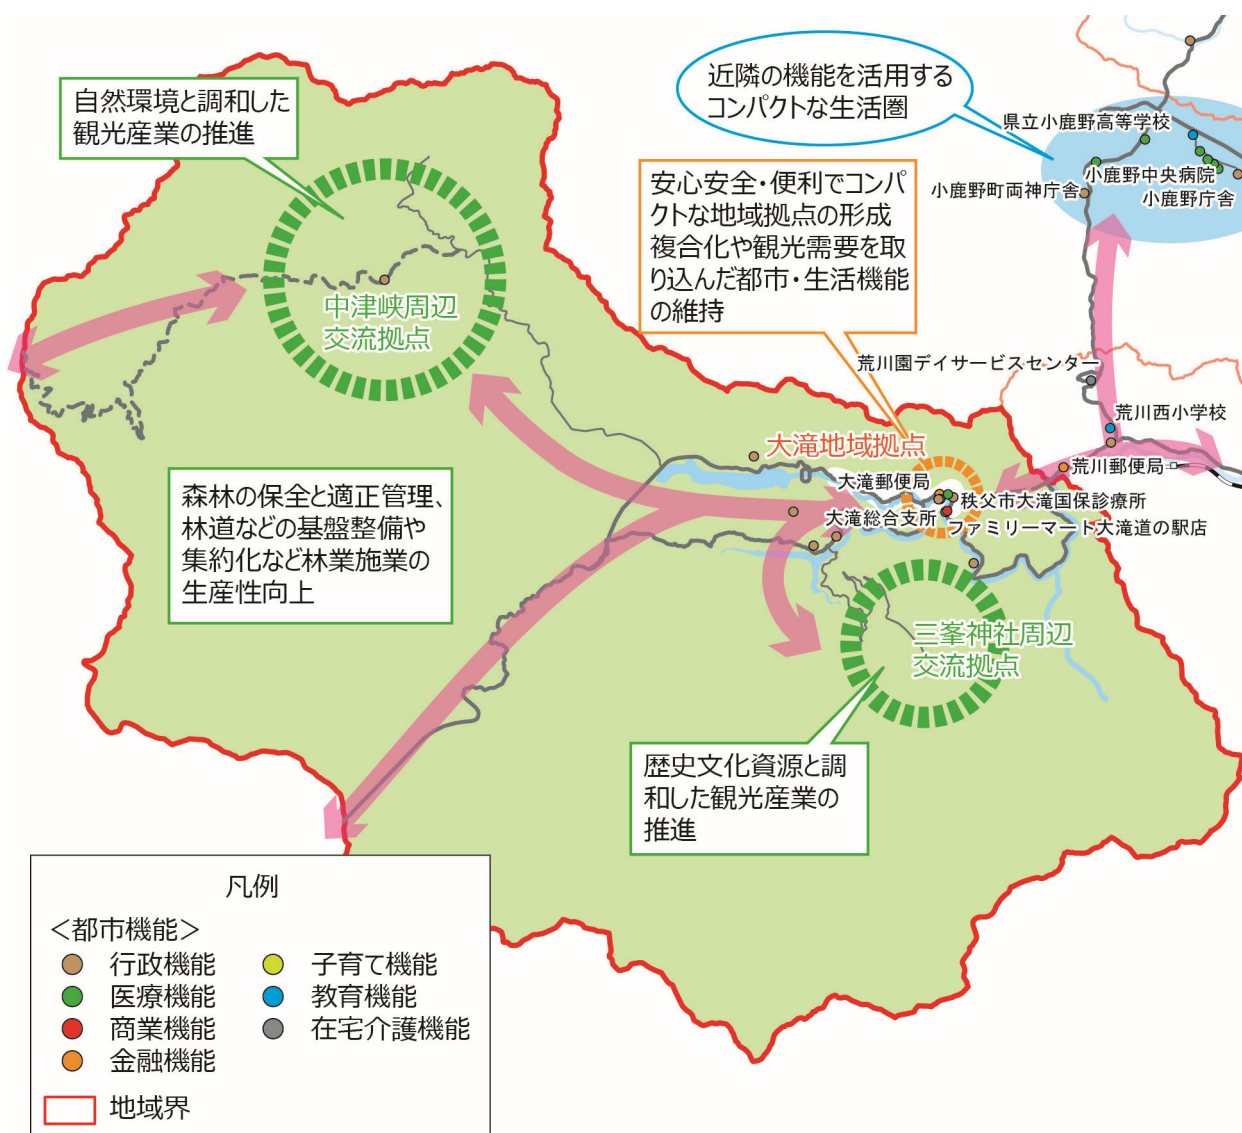 自然環境と調和した
観光産業の推進
近隣の機能を活用する
コンパクトな生活圏
県立小鹿野高等学校
小鹿野中央病院
小鹿野町両神庁舎
小鹿野庁舎
安心安全・便利でコンパ
クトな地域拠点の形成
複合化や観光需要を取
り込んだ都市・生活機能
の維持
中津峡周辺
交流拠点
荒川園デイサービスセンター
荒川西小学校
大滝地域拠点
荒川郵便局
大滝郵便局
秩父市大滝国保診療所
大滝総合支所
ファミリーマート大滝道の駅店
森林の保全と適正管理、
林道などの基盤整備や
集約化など林業施業の
生産性向上
三峯神社周辺
交流拠点
歴史文化資源と調
和した観光産業の
推進
凡例
＜都市機能＞
行政機能
子育て機能
医療機能
教育機能
商業機能
在宅介護機能
金融機能
地域界